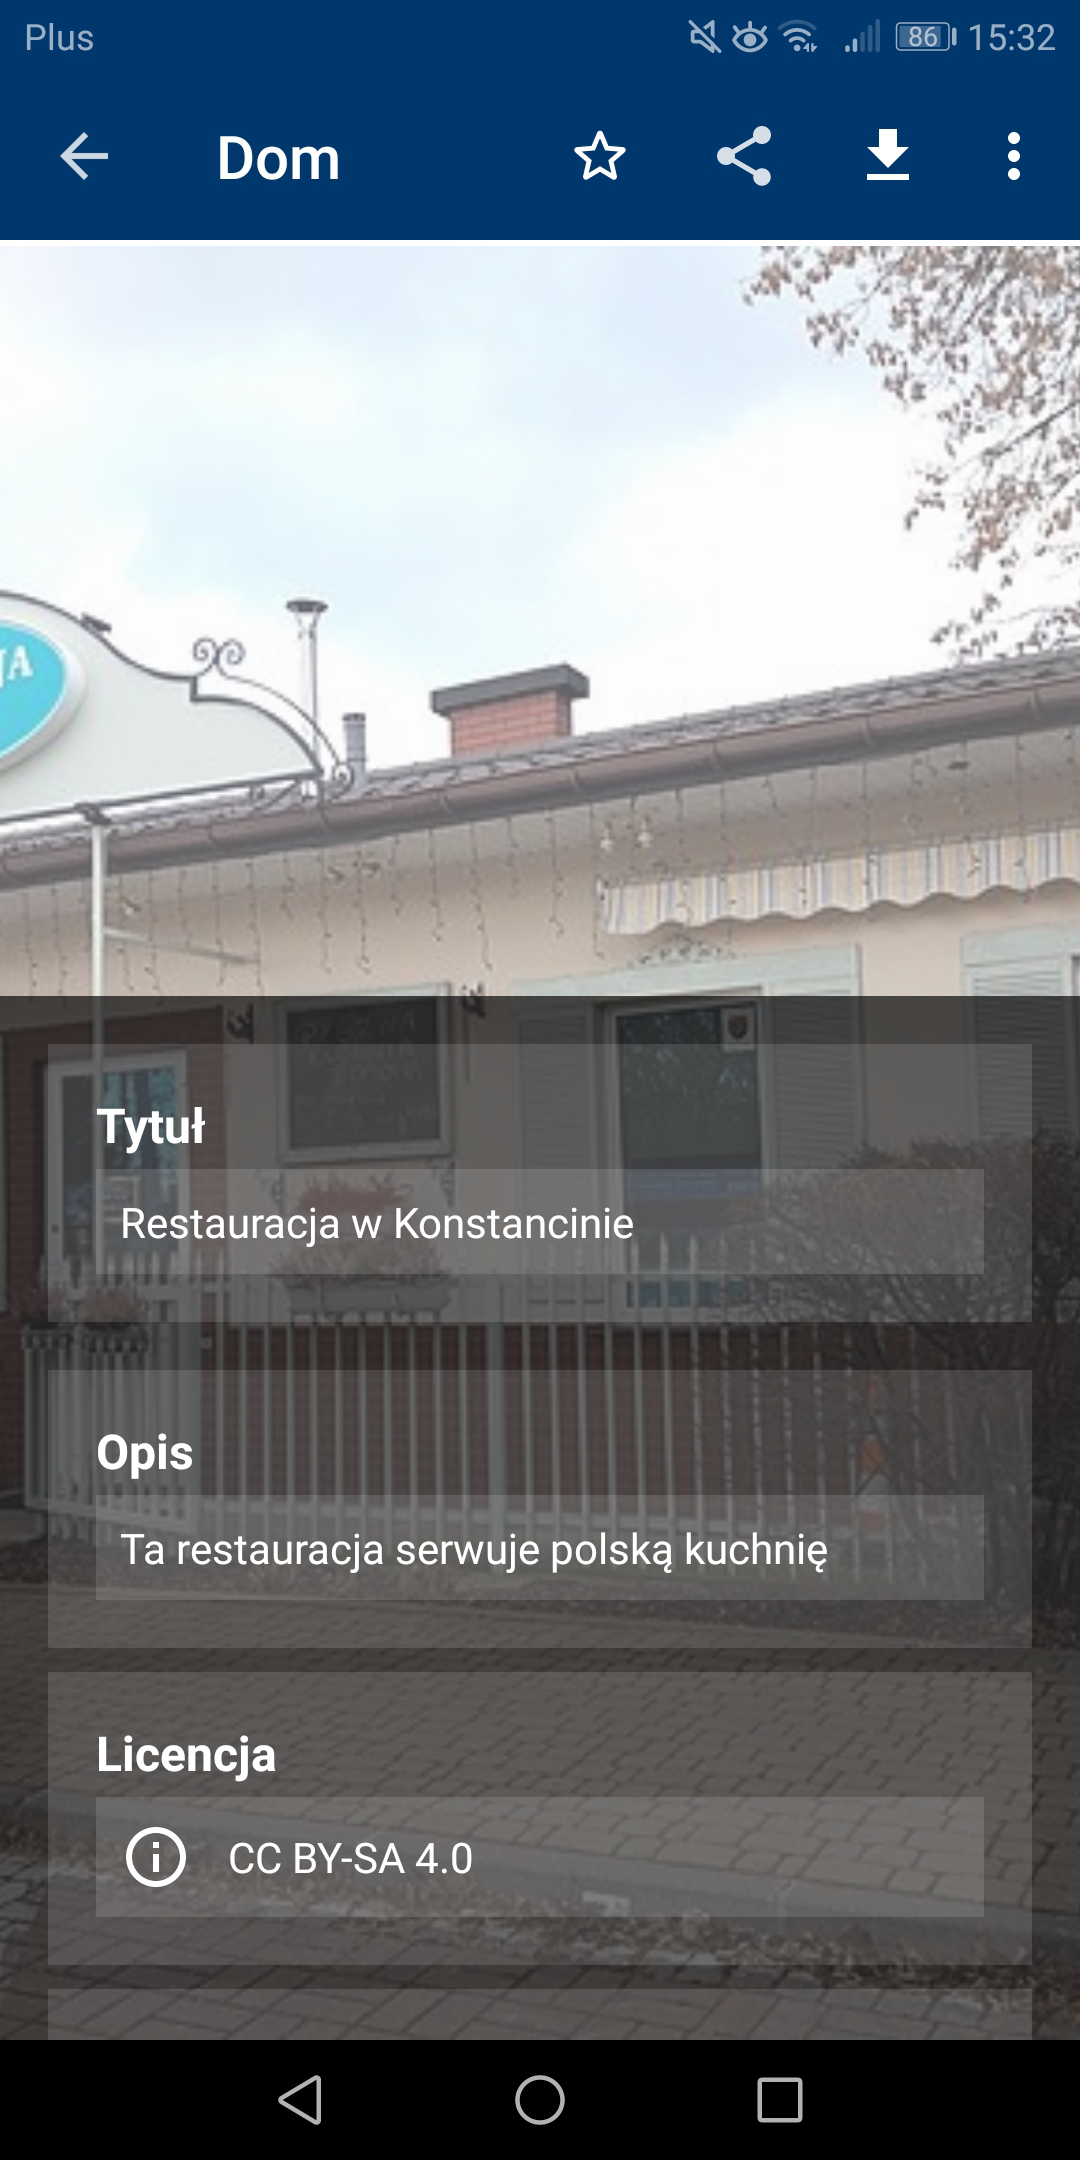 Plus
86 15:32
Dom
JA
Tytuł
Restauracja w Konstancinie
Opis
Ta restauracja serwuje polską kuchnię
Licencja
CC BY-SA 4.0